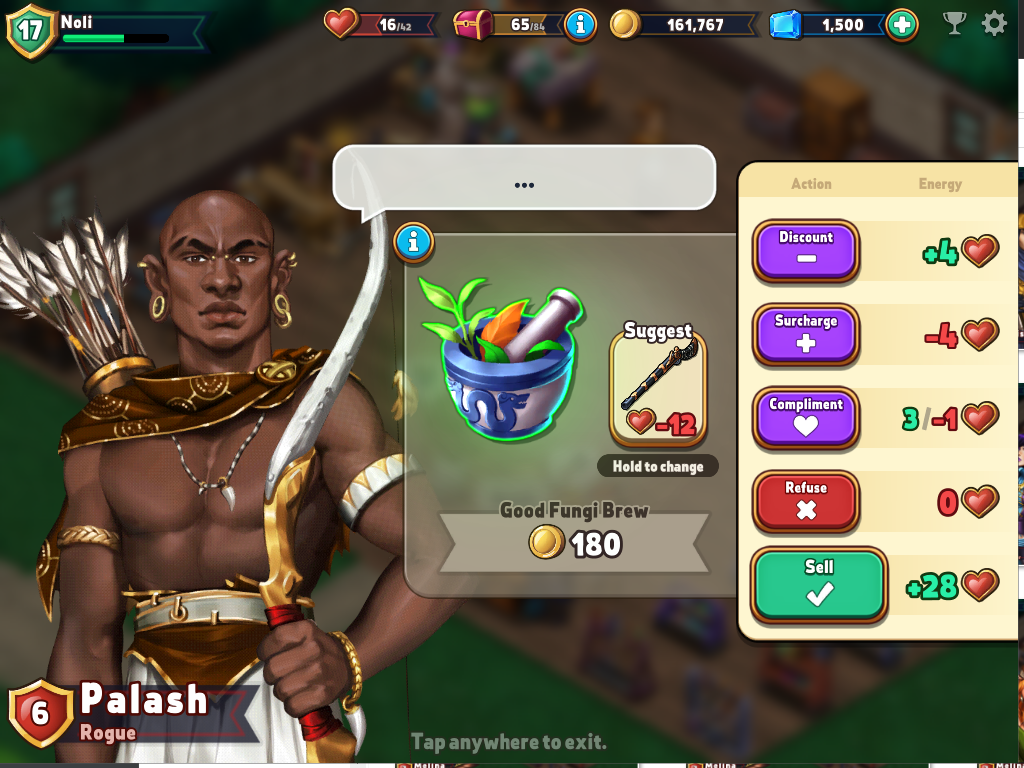 17
Noli
16/42
65/84
i
161,767
1,500
...
i
Suggest
-12
Hold to change
Good Fungi Brew
180
Action Energy
Discount
+4
Surcharge
-4
Compliment
3/-1
Refuse
0
Sell
+28
6
Palash
Rogue
Tap anywhere to exit.